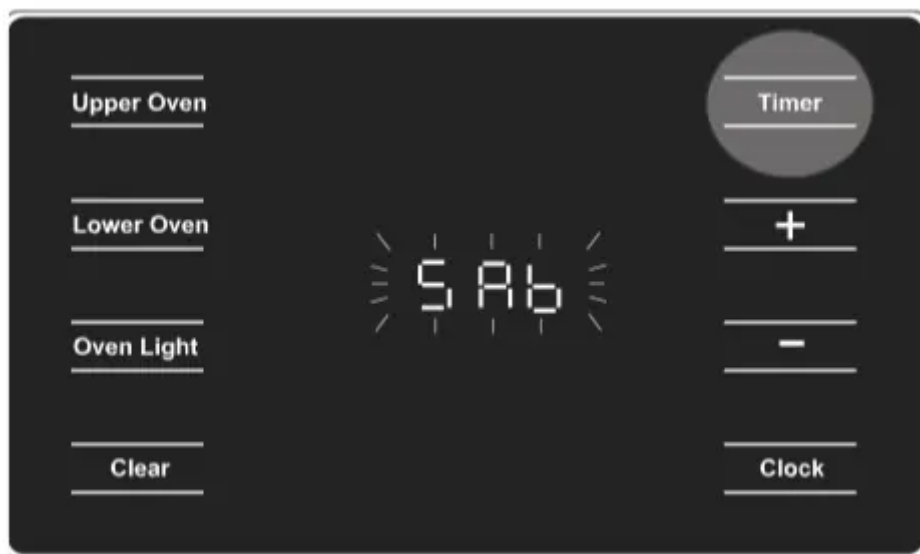 Upper Oven
Timer
Lower Oven
+
SAb
Oven Light
-
Clear
Clock